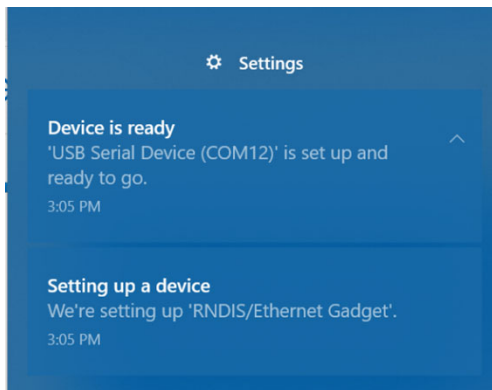 Settings
Device is ready
'USB Serial Device (COM12)' is set up and
ready to go.
3:05 PM
Setting up a device
We're setting up 'RNDIS/Ethernet Gadget'.
3:05 PM